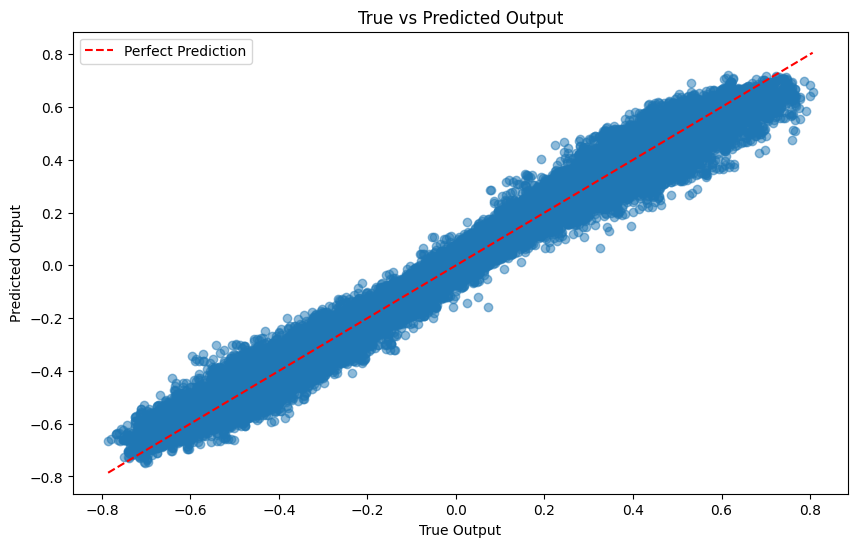 True vs Predicted Output
Perfect Prediction
Predicted Output
0.8
0.6
0.4
0.2
0.0
−0.2
−0.4
−0.6
−0.8
−0.8 −0.6 −0.4 −0.2 0.0 0.2 0.4 0.6 0.8
True Output